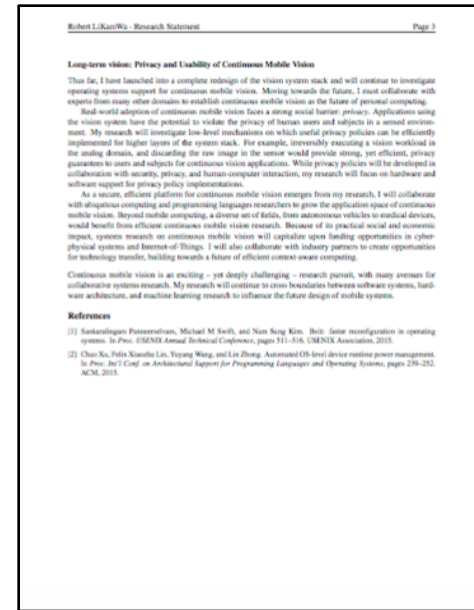 Robert LiKamWa - Research Statement Page 3
Long-term vision: Privacy and Usability of Continuous Mobile Vision
Thus far, I have launched into a complete redesign of the vision system stack and will continue to investigate
operating systems support for continuous mobile vision. Moving towards the future, I must collaborate with
experts from many other domains to establish continuous mobile vision as the future of personal computing.
Real-world adoption of continuous mobile vision faces a strong social barrier: privacy. Applications using
the vision system have the potential to violate the privacy of human users and subjects in a sensed environ-
ment. My research will investigate low-level mechanisms on which useful privacy policies can be efficiently
implemented for higher layers of the system stack. For example, irreversibly executing a vision workload in
the analog domain, and discarding the raw image in the sensor would provide strong, yet efficient, privacy
guarantees to users and subjects for continuous vision applications. While privacy policies will be developed in
collaboration with security, privacy, and human-computer interaction, my research will focus on hardware and
software support for privacy policy implementations.
As a secure, efficient platform for continuous mobile vision emerges from my research, I will collaborate
with ubiquitous computing and programming languages researchers to grow the application space of continuous
mobile vision. Beyond mobile computing, a diverse set of fields, from autonomous vehicles to medical devices,
would benefit from efficient continuous mobile vision research. Because of its practical social and economic
impact, systems research on continuous mobile vision will capitalize upon funding opportunities in cyber-
physical systems and Internet-of-Things. I will also collaborate with industry partners to create opportunities
for technology transfer, building towards a future of efficient context-aware computing.
Continuous mobile vision is an exciting – yet deeply challenging – research pursuit, with many avenues for
collaborative systems research. My research will continue to cross boundaries between software systems, hard-
ware architecture, and machine learning research to influence the future design of mobile systems.
References
[1] Sankaralingam Panneerselvam, Michael M Swift, and Nam Sung Kim. Bolt: faster reconfiguration in operating
systems. In Proc. USENIX Annual Technical Conference, pages 511–516. USENIX Association, 2015.
[2] Chao Xu, Felix Xiaozhu Lin, Yuyang Wang, and Lin Zhong. Automated OS-level device runtime power management.
In Proc. Int'l Conf. on Architectural Support for Programming Languages and Operating Systems, pages 239–252.
ACM, 2015.